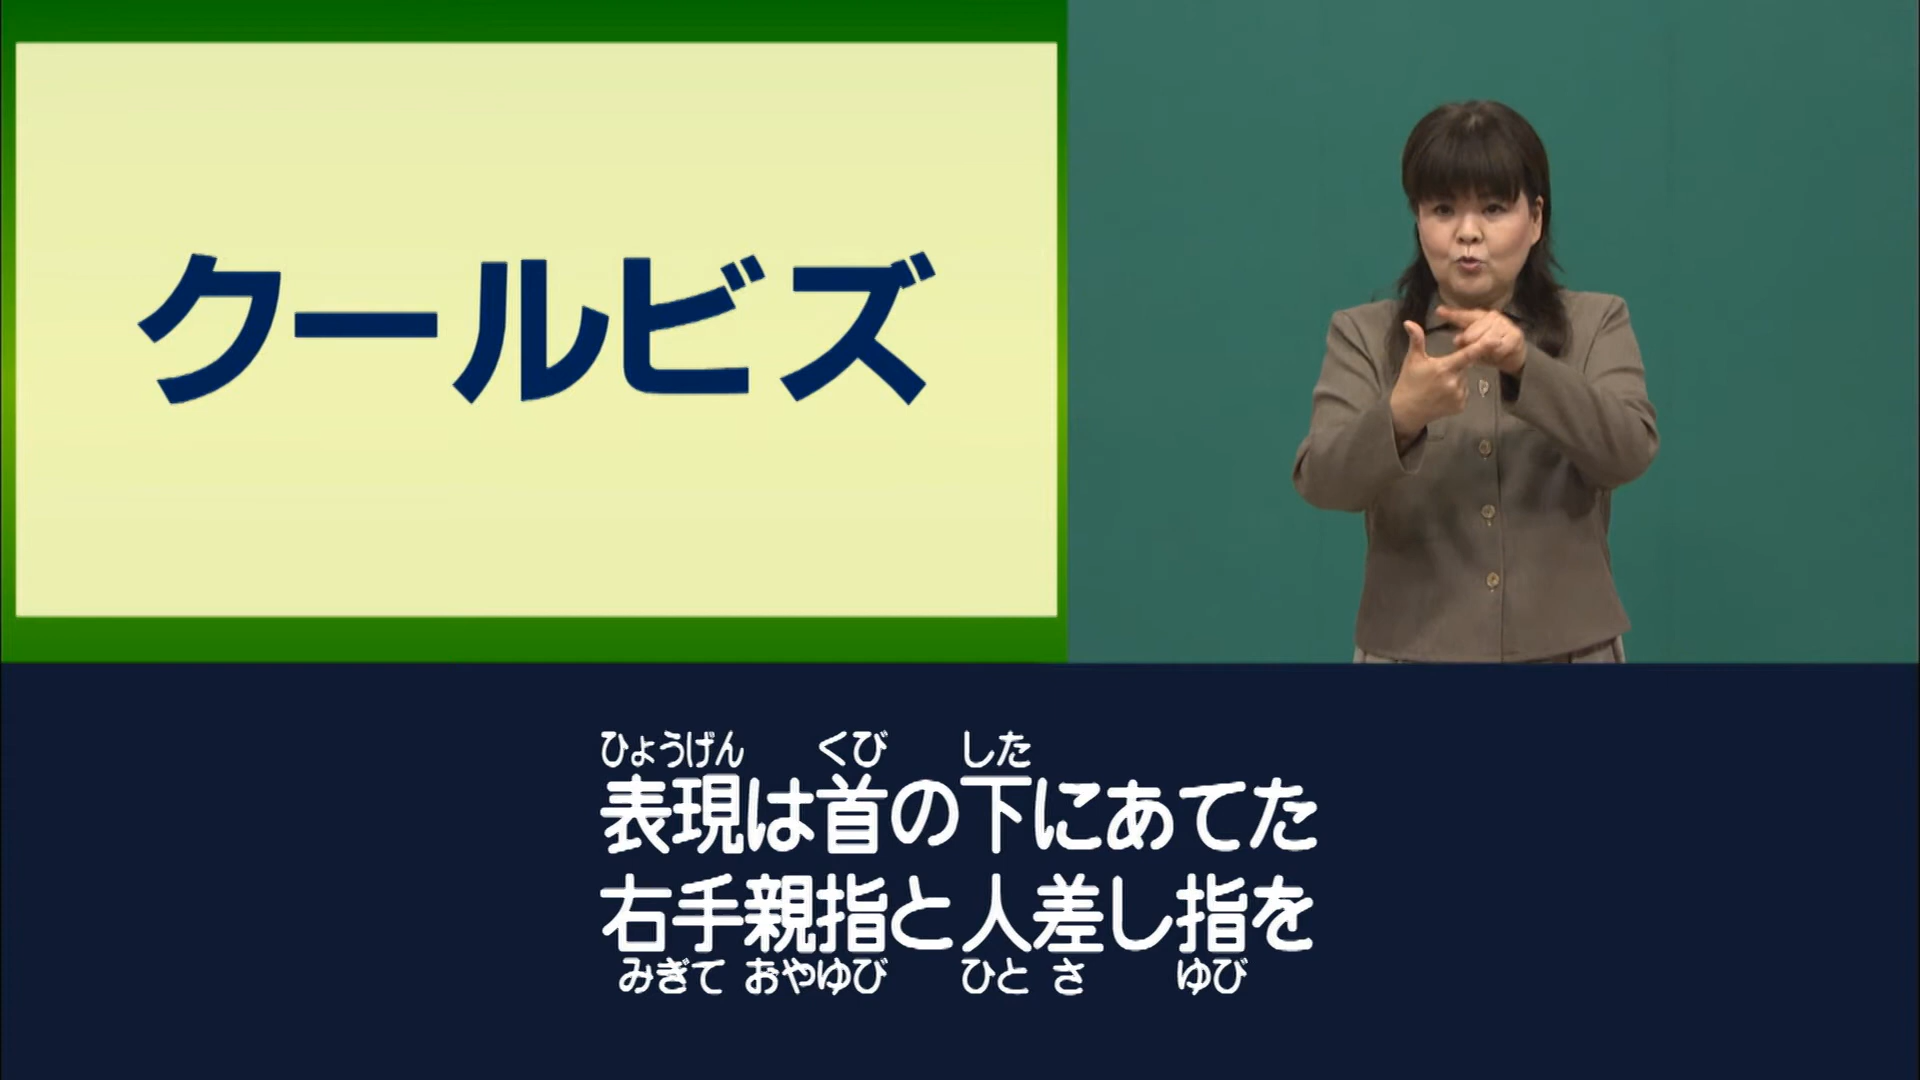 クールビズ
ひょうげん くび した
表現は首の下にあてた
右手親指と人差し指を
みぎて おやゆび ひと さ ゆび